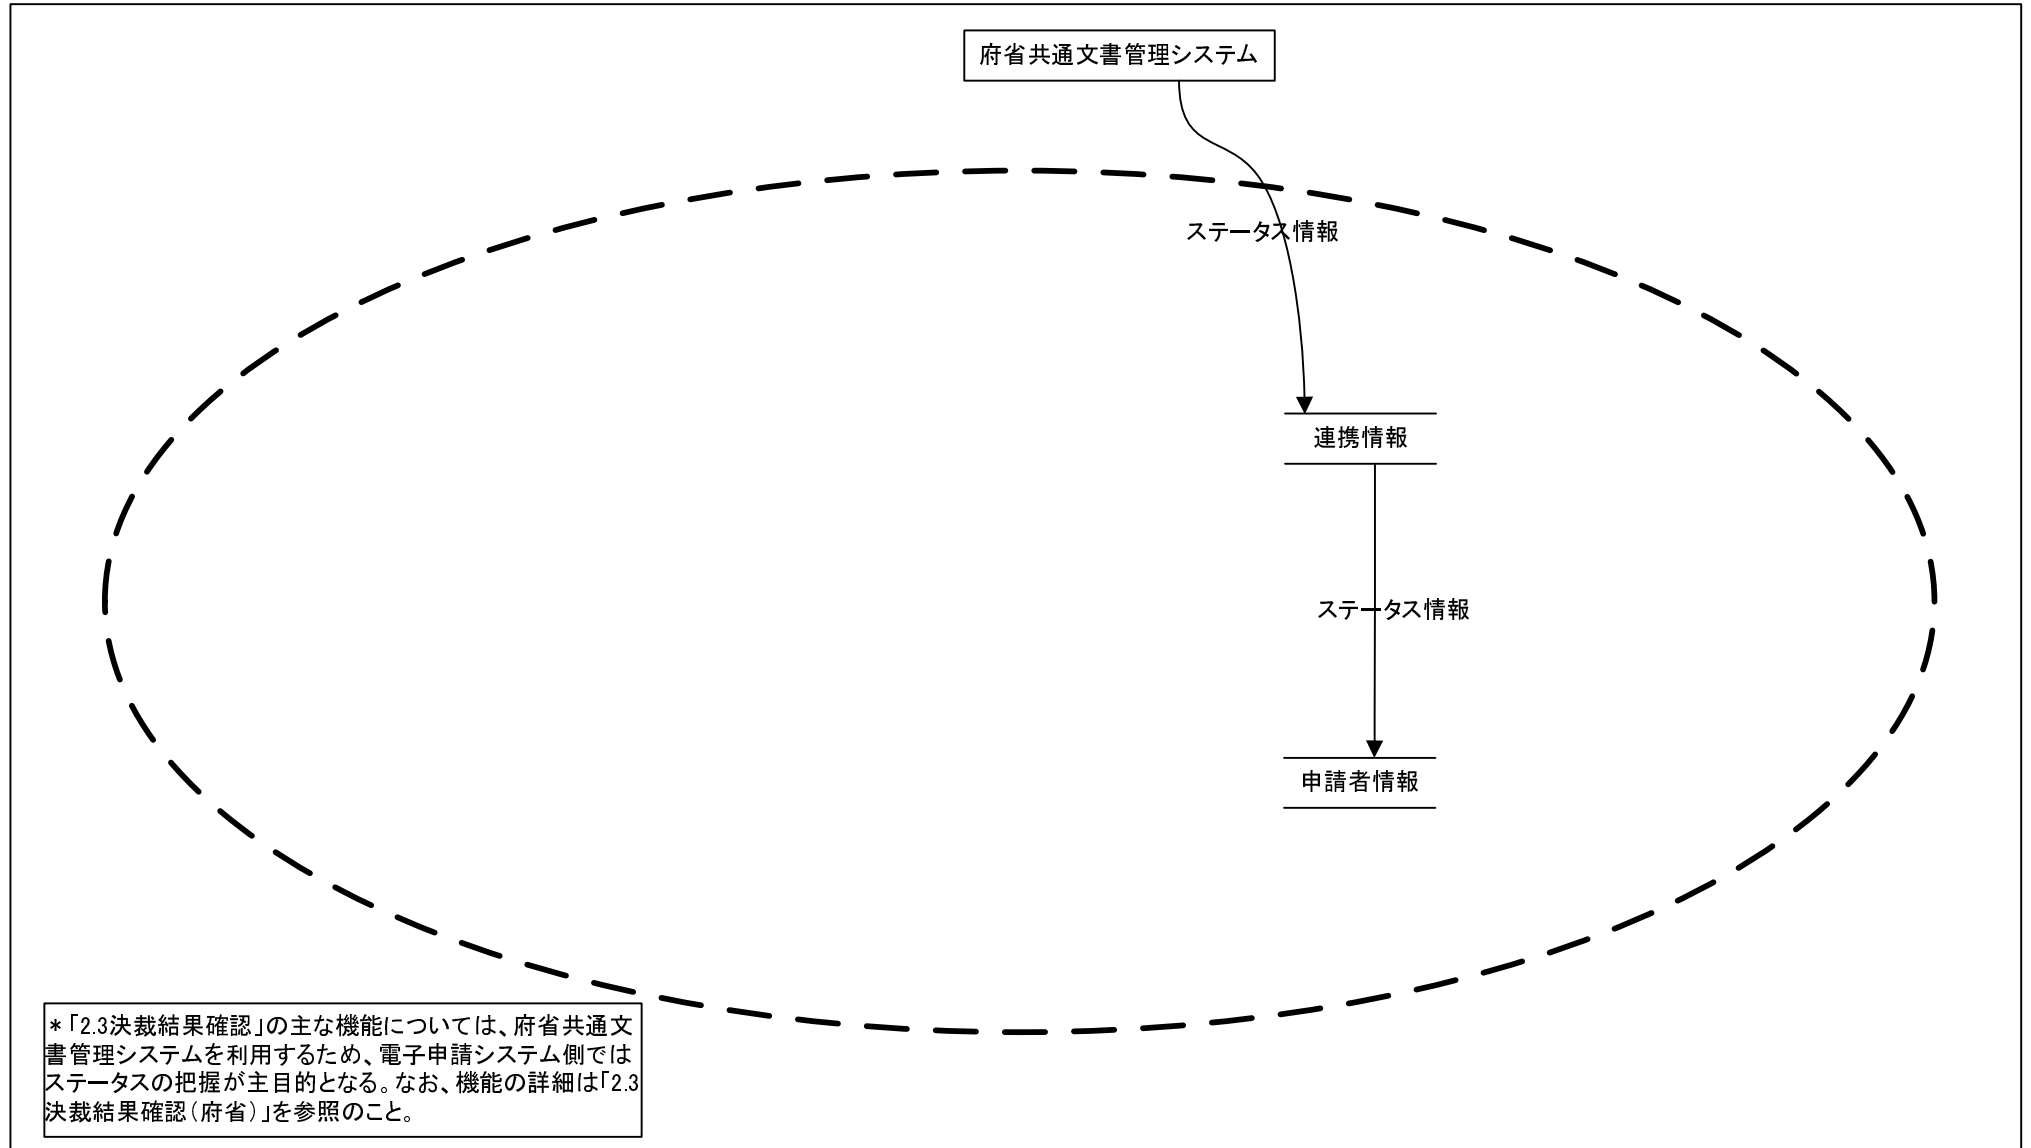 府省共通文書管理システム
ステータス情報
連携情報
ステータス情報
申請者情報
*「2.3決裁結果確認」の主な機能については、府省共通文
書管理システムを利用するため、電子申請システム側では
ステータスの把握が主目的となる。なお、機能の詳細は「2.3
決裁結果確認(府省)」を参照のこと。